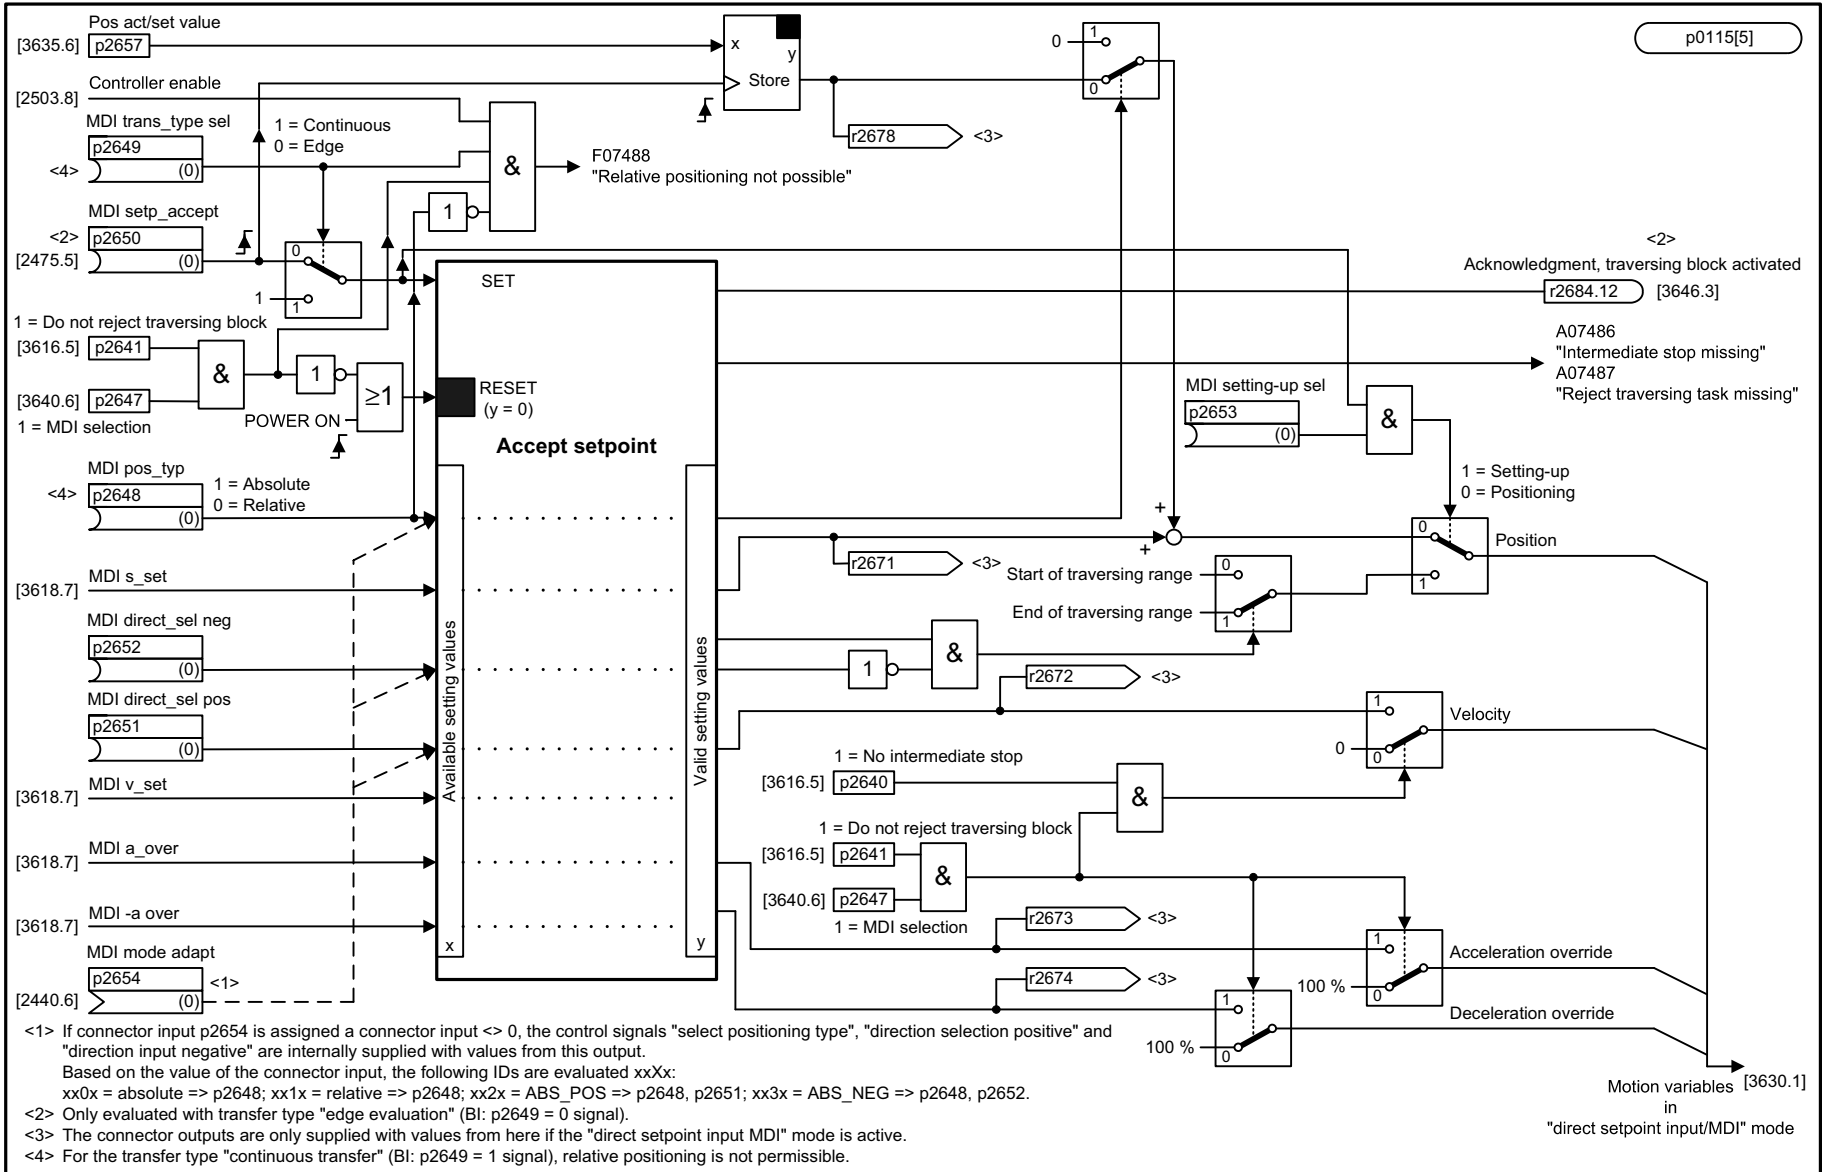 Pos act/set value
[3635.6] p2657
x
y
Store
0
1
0
p0115[5]
Controller enable
[2503.8]
MDI trans_type sel
p2649
<4> (0)
1 = Continuous
0 = Edge
&
F07488
"Relative positioning not possible"
r2678 <3>
1
MDI setp_accept
<2> p2650
[2475.5] (0)
0
1
1
SET
<2>
Acknowledgment, traversing block activated
r2684.12 [3646.3]
1 = Do not reject traversing block
[3616.5] p2641
&
1
≥1
[3640.6] p2647
1 = MDI selection
POWER ON
RESET
(y = 0)
Accept setpoint
A07486
"Intermediate stop missing"
A07487
"Reject traversing task missing"
MDI setting-up sel
p2653
(0)
&
1 = Setting-up
0 = Positioning
MDI pos_typ
<4> p2648
(0)
1 = Absolute
0 = Relative
+
+
0
1
Position
r2671 <3>
Start of traversing range
End of traversing range
0
1
MDI s_set
[3618.7]
MDI direct_sel neg
p2652
(0)
MDI direct_sel pos
p2651
(0)
Available setting values
Valid setting values
1
&
r2672 <3>
1
0
0
Velocity
MDI v_set
[3618.7]
1 = No intermediate stop
[3616.5] p2640
&
1 = Do not reject traversing block
[3616.5] p2641
&
[3640.6] p2647
1 = MDI selection
MDI a_over
[3618.7]
MDI -a over
[3618.7]
x
y
r2673 <3>
1
100 %
0
Acceleration override
r2674 <3>
1
100 %
0
Deceleration override
MDI mode adapt
p2654 <1>
[2440.6] (0)
<1> If connector input p2654 is assigned a connector input <> 0, the control signals "select positioning type", "direction selection positive" and
"direction input negative" are internally supplied with values from this output.
Based on the value of the connector input, the following IDs are evaluated xxXx:
xx0x = absolute => p2648; xx1x = relative => p2648; xx2x = ABS_POS => p2648, p2651; xx3x = ABS_NEG => p2648, p2652.
<2> Only evaluated with transfer type "edge evaluation" (BI: p2649 = 0 signal).
<3> The connector outputs are only supplied with values from here if the "direct setpoint input MDI" mode is active.
<4> For the transfer type "continuous transfer" (BI: p2649 = 1 signal), relative positioning is not permissible.
Motion variables [3630.1]
in
"direct setpoint input/MDI" mode